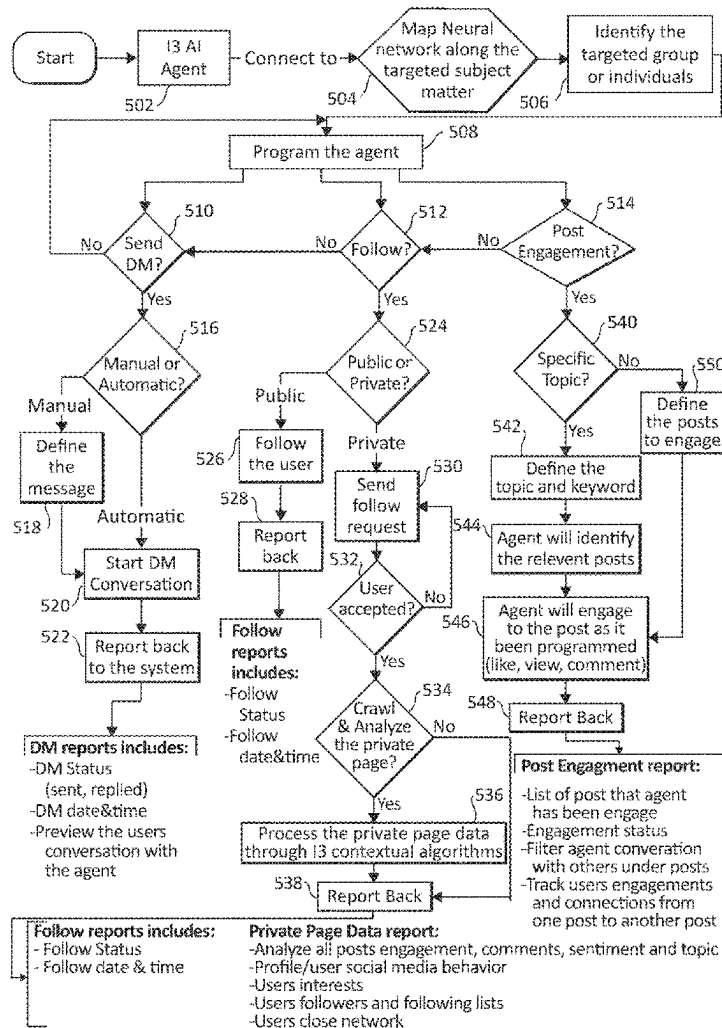 Start
I3 AI
Agent
502
Connect to
Map Neural
network along the
targeted subject
matter
504
Identify the
targeted group
or individuals
506
508
Program the agent
510
Send
DM?
No
Yes
512
Follow?
No
Yes
514
Post
Engagement?
No
Yes
516
Manual or
Automatic?
Manual
Define
the
message
518
Automatic
Start DM
Conversation
520
522
Report back
to the system
DM reports includes:
-DM Status
(sent, replied)
-DM date&time
-Preview the users
conversation with
the agent
524
Public or
Private?
Public
526
Follow
the user
528
Report
back
Follow
reports
includes:
-Follow
Status
-Follow
date&time
Private
530
Send
follow
request
532
User
accepted?
No
Yes
534
Crawl
& Analyze
the private
page?
No
Yes
536
Process the private page data
through I3 contextual algorithms
538
Report Back
540
Specific
Topic?
No
Yes
550
Define
the posts
to engage
542
Define the
topic and keyword
544
Agent will identify
the relevent posts
546
Agent will engage
to the post as it
been programmed
(like, view, comment)
548
Report Back
Post Engagment report:
-List of post that agent
has been engage
-Engagement status
-Filter agent converation
with others under posts
-Track users engagements
and connections from
one post to another post
Follow reports includes:
- Follow Status
- Follow date & time
Private Page Data report:
-Analyze all posts engagement, comments, sentiment and topic
-Profile/user social media behavior
-Users interests
-Users followers and following lists
-Users close network